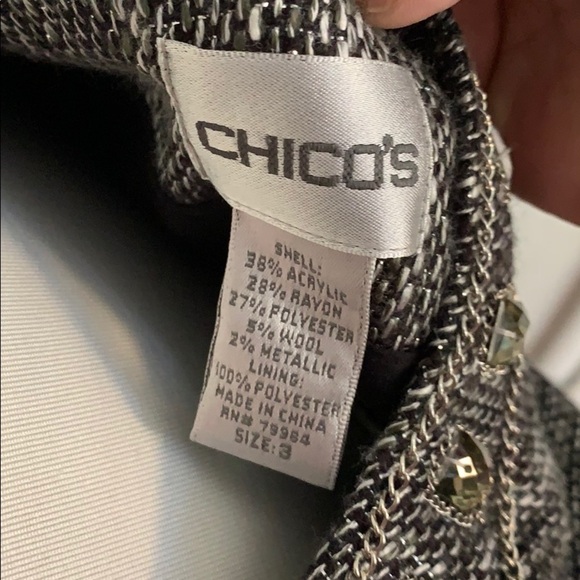 CHICO'S
SHELL:
38% ACRYLIC
28% RAYON
27% POLYESTER
5% WOOL
2% METALLIC
LINING:
100% POLYESTER
MADE IN CHINA
RN# 79984
SIZE: 3